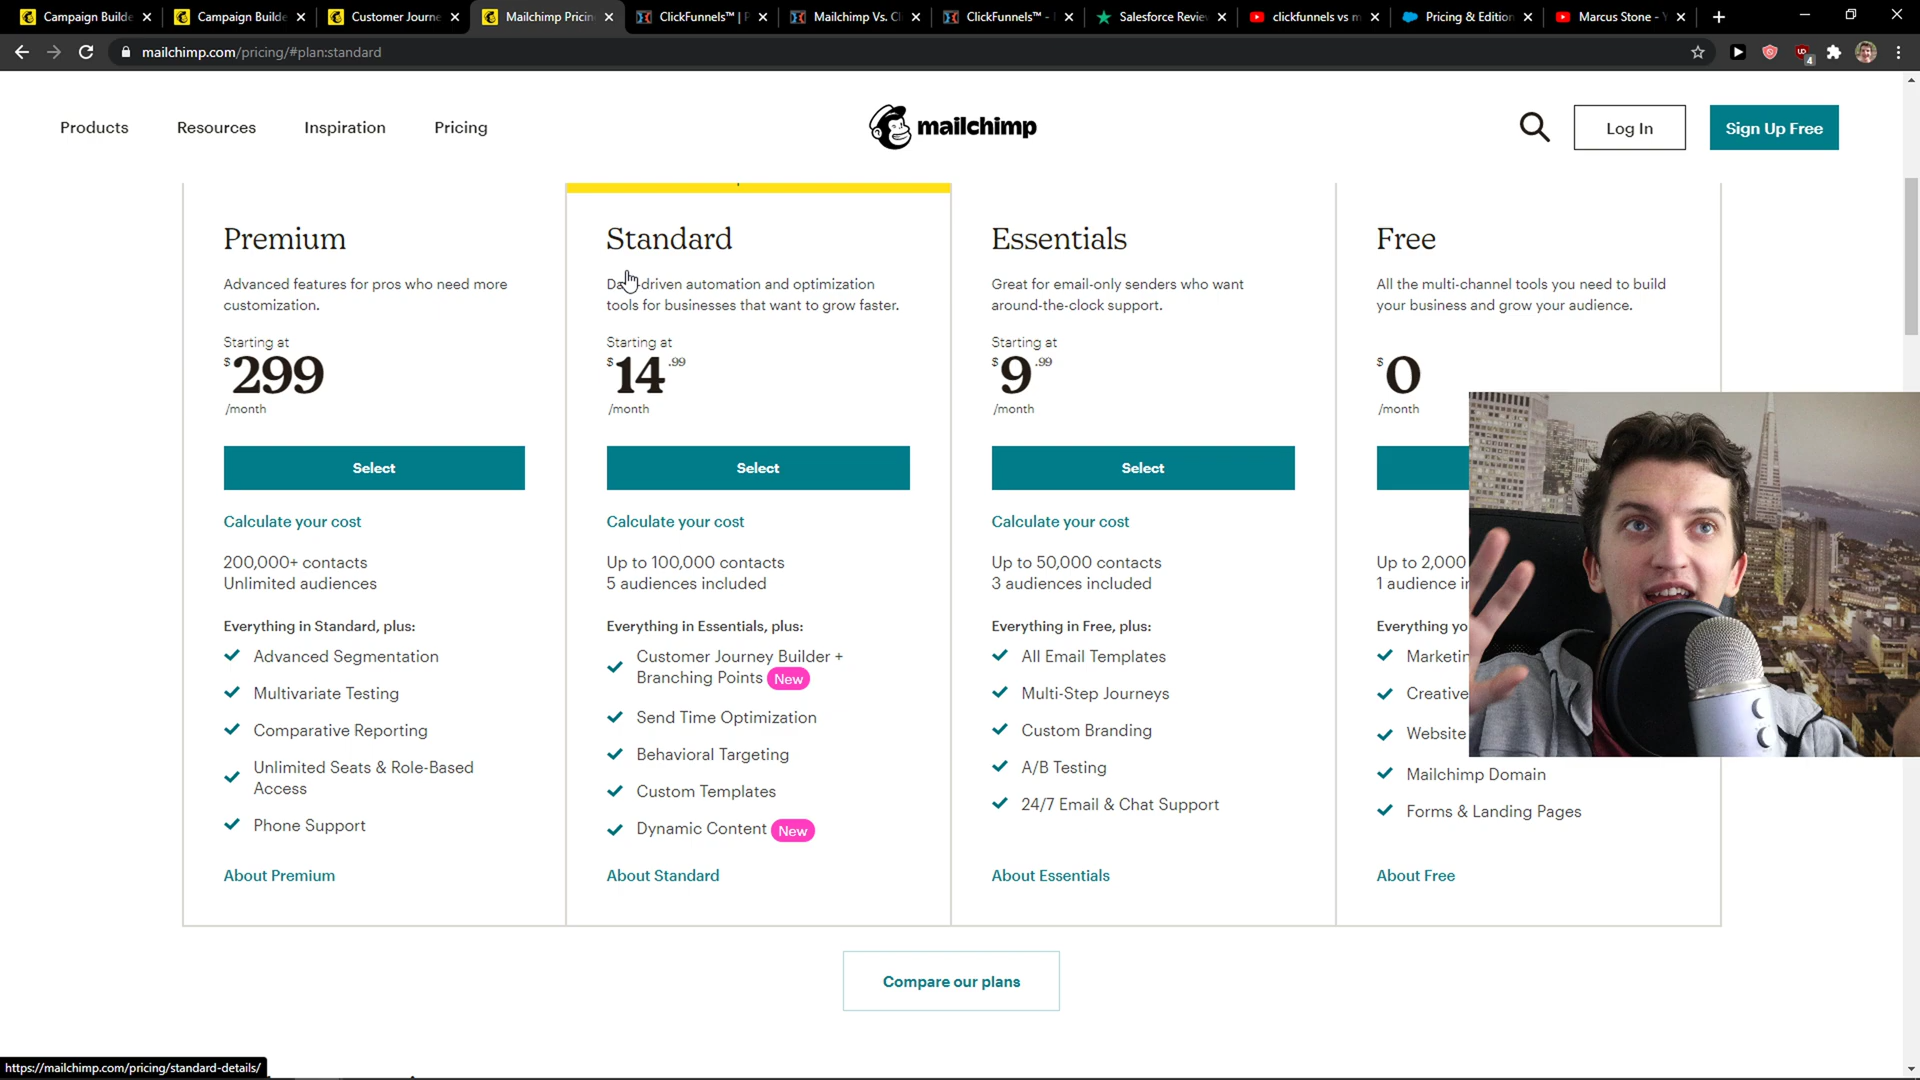 Campaign Builde
Campaign Builde
Customer Journe
Mailchimp Pricin
ClickFunnels™ | F
Mailchimp Vs. Cl
ClickFunnels™ -
Salesforce Revie
clickfunnels vs m
Pricing & Edition
Marcus Stone - Y
mailchimp.com/pricing/#plan:standard
4
Products
Resources
Inspiration
Pricing
mailchimp
Log In
Sign Up Free
Premium
Advanced features for pros who need more
customization.
Starting at
$299
/month
Select
Calculate your cost
200,000+ contacts
Unlimited audiences
Everything in Standard, plus:
Advanced Segmentation
Multivariate Testing
Comparative Reporting
Unlimited Seats & Role-Based
Access
Phone Support
About Premium
Standard
driven automation and optimization
tools for businesses that want to grow faster.
Starting at
$14.99
/month
Select
Calculate your cost
Up to 100,000 contacts
5 audiences included
Everything in Essentials, plus:
Customer Journey Builder +
Branching Points New
Send Time Optimization
Behavioral Targeting
Custom Templates
Dynamic Content New
About Standard
Essentials
Great for email-only senders who want
around-the-clock support.
Starting at
$9.99
/month
Select
Calculate your cost
Up to 50,000 contacts
3 audiences included
Everything in Free, plus:
All Email Templates
Multi-Step Journeys
Custom Branding
A/B Testing
24/7 Email & Chat Support
About Essentials
Free
All the multi-channel tools you need to build
your business and grow your audience.
$0
/month
Up to 2,000
1 audience
Everything yo
Marketin
Creative
Website
Mailchimp Domain
Forms & Landing Pages
About Free
Compare our plans
https://mailchimp.com/pricing/standard-details/